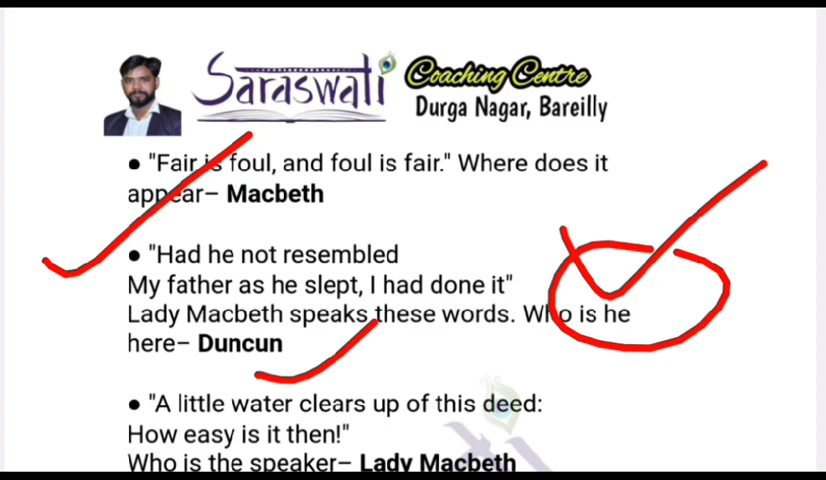 Saraswati Coaching Centre
Durga Nagar, Bareilly
● "Fair is foul, and foul is fair." Where does it
appear– Macbeth
● "Had he not resembled
My father as he slept, I had done it"
Lady Macbeth speaks these words. Who is he
here– Duncun
● "A little water clears up of this deed:
How easy is it then!"
Who is the speaker– Lady Macbeth